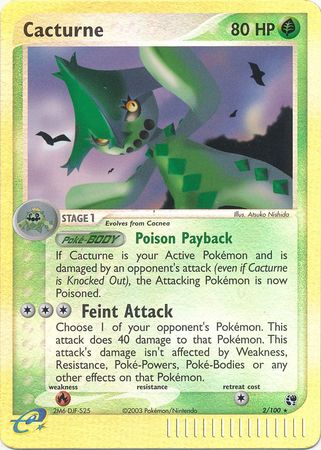 Cacturne 80 HP
Illus. Atsuko Nishida
STAGE 1
Evolves from Cacnea
Poké-BODY Poison Payback
If Cacturne is your Active Pokémon and is
damaged by an opponent's attack (even if Cacturne
is Knocked Out), the Attacking Pokémon is now
Poisoned.
Feint Attack
Choose 1 of your opponent's Pokémon. This
attack does 40 damage to that Pokémon. This
attack's damage isn't affected by Weakness,
Resistance, Poké-Powers, Poké-Bodies or any
other effects on that Pokémon.
weakness resistance retreat cost
2M6-DJF-S25 ©2003 Pokémon/Nintendo 2/100 ★
e